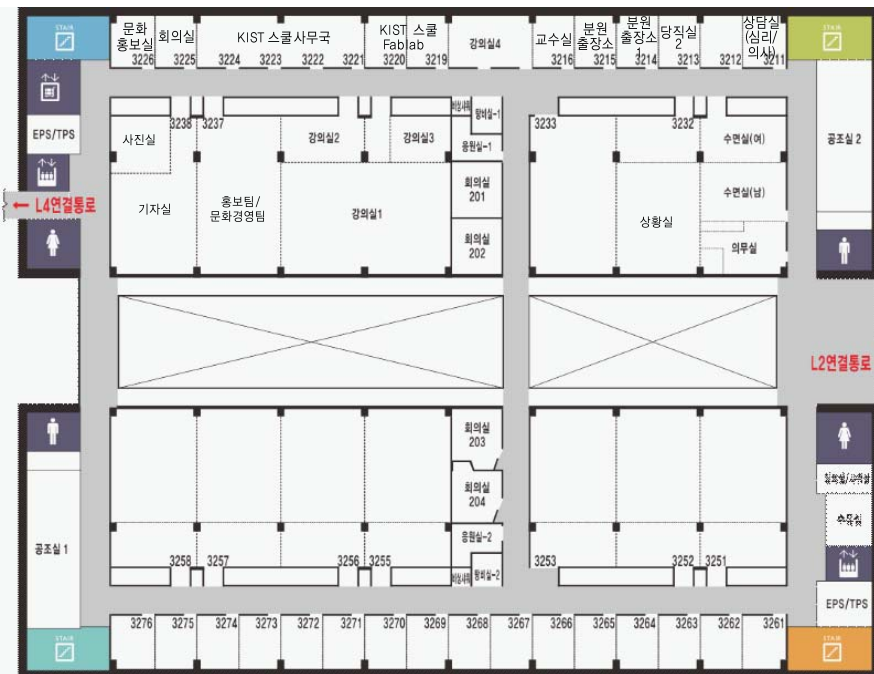 STAIR
문화
홍보실
3226
회의실
3225
KIST 스쿨사무국
3224
3223
3222
3221
KIST 스쿨
Fablab
3220
3219
강의실4
교수실
3216
분원
출장소
3215
분원
출장소
1
3214
당직실
2
3213
3212
상담실
(심리/
의사)
3211
STAIR
EPS/TPS
← L4연결통로
사진실
기자실
3238
3237
홍보팀/
문화경영팀
강의실2
강의실3
강의실1
탕비실-1
응원실-1
회의실
201
회의실
202
3233
3232
상황실
수면실(여)
수면실(남)
의무실
공조실 2
L2연결통로
공조실 1
회의실
203
회의실
204
응원실-2
탕비실-2
3258
3257
3256
3255
3253
3252
3251
EPS/TPS
STAIR
3276
3275
3274
3273
3272
3271
3270
3269
3268
3267
3266
3265
3264
3263
3262
3261
STAIR